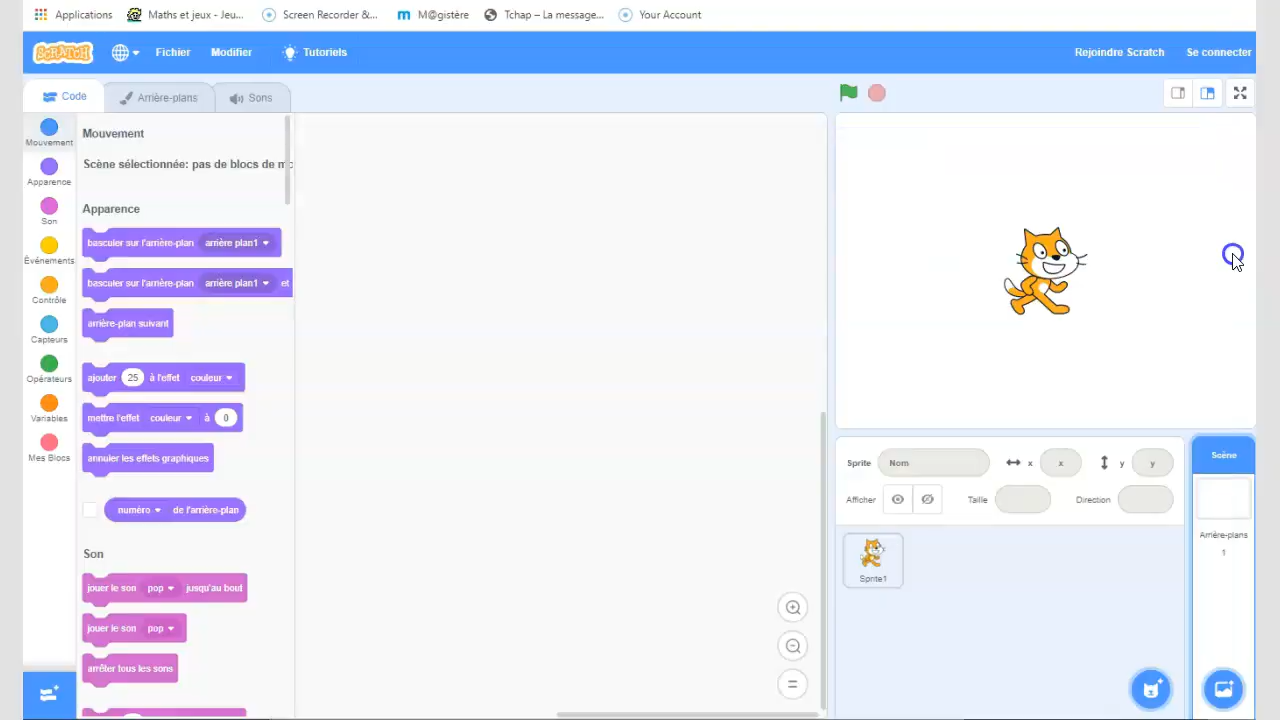 Applications Maths et jeux - Jeu... Screen Recorder &... M@gistère Tchap – La message... Your Account
SCRATCH Fichier Modifier Tutoriels Rejoindre Scratch Se connecter
Code Arrière-plans Sons
Mouvement
Apparence
Son
Événements
Contrôle
Capteurs
Opérateurs
Variables
Mes Blocs
Mouvement
Scène sélectionnée: pas de blocs de m
Apparence
basculer sur l'arrière-plan arrière plan1
basculer sur l'arrière-plan arrière plan1 et
arrière-plan suivant
ajouter 25 à l'effet couleur
mettre l'effet couleur à 0
annuler les effets graphiques
numéro de l'arrière-plan
Son
jouer le son pop jusqu'au bout
jouer le son pop
arrêter tous les sons
Sprite Nom x x y y
Afficher Taille Direction
Sprite1
Scène
Arrière-plans
1